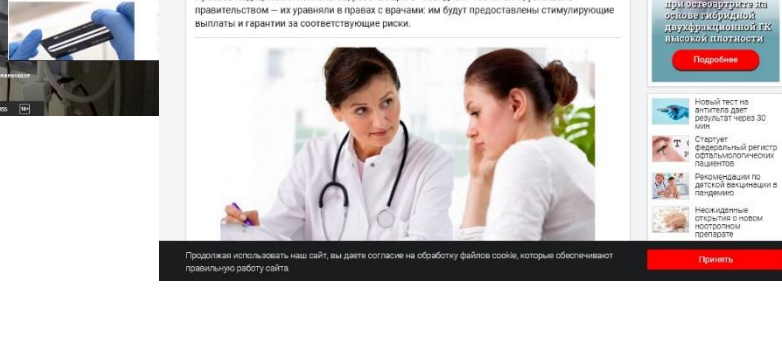 правительством — их уравняли в правах с врачами: им будут предоставлены стимулирующие
выплаты и гарантии за соответствующие риски.
при остеоартрите на
основе гибридной
двухфракционной ГК
высокой плотности
Подробнее
Новый тест на
антитела дает
результат через 30
мин
Стартует
федеральный регистр
офтальмологических
пациентов
Рекомендации по
детской вакцинации в
пандемию
Неожиданные
открытия о новом
ноотропном
препарате
RSS 16+
Продолжая использовать наш сайт, вы даете согласие на обработку файлов cookie, которые обеспечивают
правильную работу сайта.
Принять